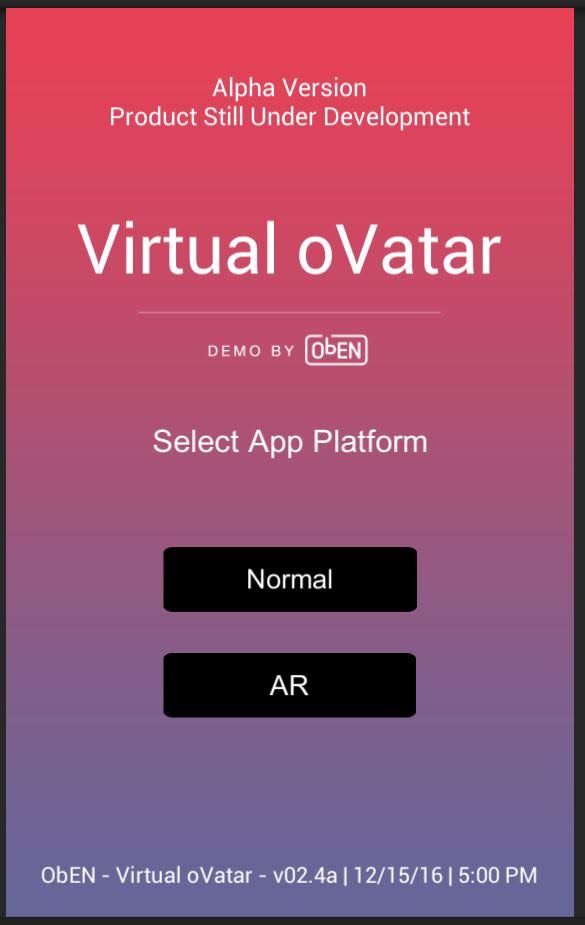 Alpha Version
Product Still Under Development
Virtual oVatar
DEMO BY ObEN
Select App Platform
Normal
AR
ObEN - Virtual oVatar - v02.4a | 12/15/16 | 5:00 PM